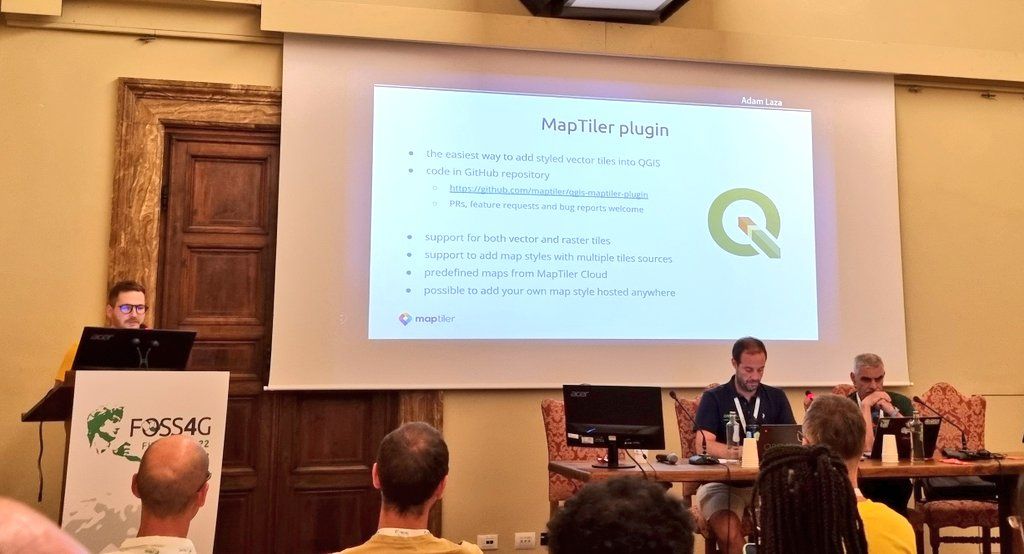 Adam Laza
MapTiler plugin
● the easiest way to add styled vector tiles into QGIS
● code in GitHub repository
○ https://github.com/maptiler/qgis-maptiler-plugin
○ PRs, feature requests and bug reports welcome
● support for both vector and raster tiles
● support to add map styles with multiple tiles sources
● predefined maps from MapTiler Cloud
● possible to add your own map style hosted anywhere
maptiler
acer
acer
FOSS4G